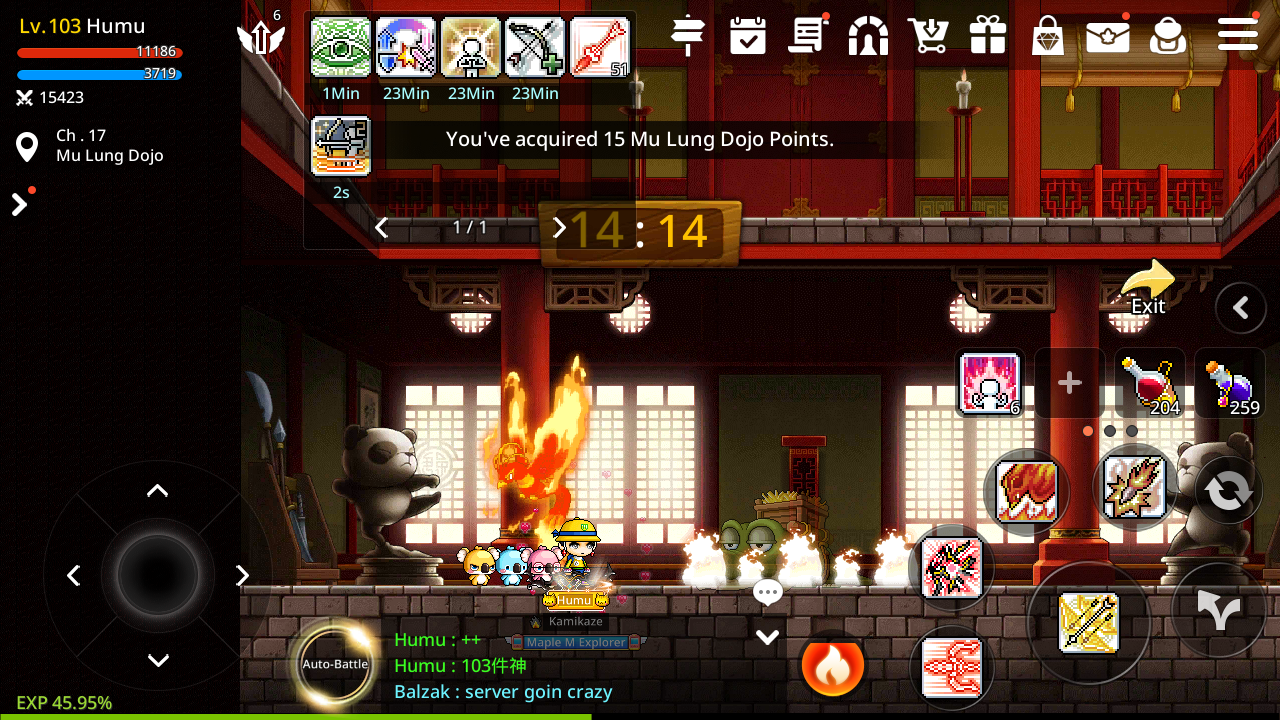 Lv.103 Humu
11186
3719
15423
Ch . 17
Mu Lung Dojo
6
51
1Min
23Min
23Min
23Min
You've acquired 15 Mu Lung Dojo Points.
2s
1 / 1
14 : 14
Exit
6
204
259
Humu
Kamikaze
Maple M Explorer
Auto-Battle
Humu : ++
Humu : 103件神
Balzak : server goin crazy
EXP 45.95%